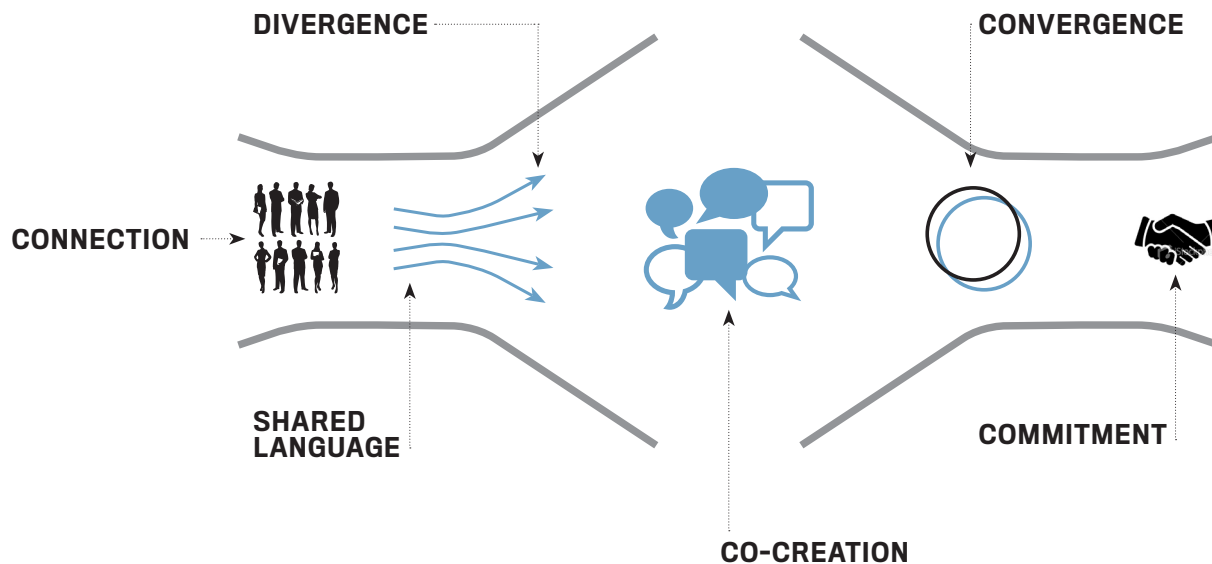 DIVERGENCE
CONVERGENCE
CONNECTION
SHARED
LANGUAGE
COMMITMENT
CO-CREATION